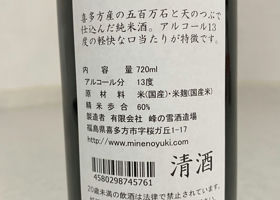 喜多方産の五百万石と天のつぶで
仕込んだ純米酒。アルコール13
度の軽快な口当たりが特徴です。
内容量 720ml
アルコール分 13度
原材料 米(国産)・米麹(国産米)
精米歩合 60%
製造者 有限会社 峰の雪酒造場
福島県喜多方市字桜ガ丘1-17
http://www.minenoyuki.com/
清酒
4580298745761
20歳未満の飲酒は法律で禁止されています。